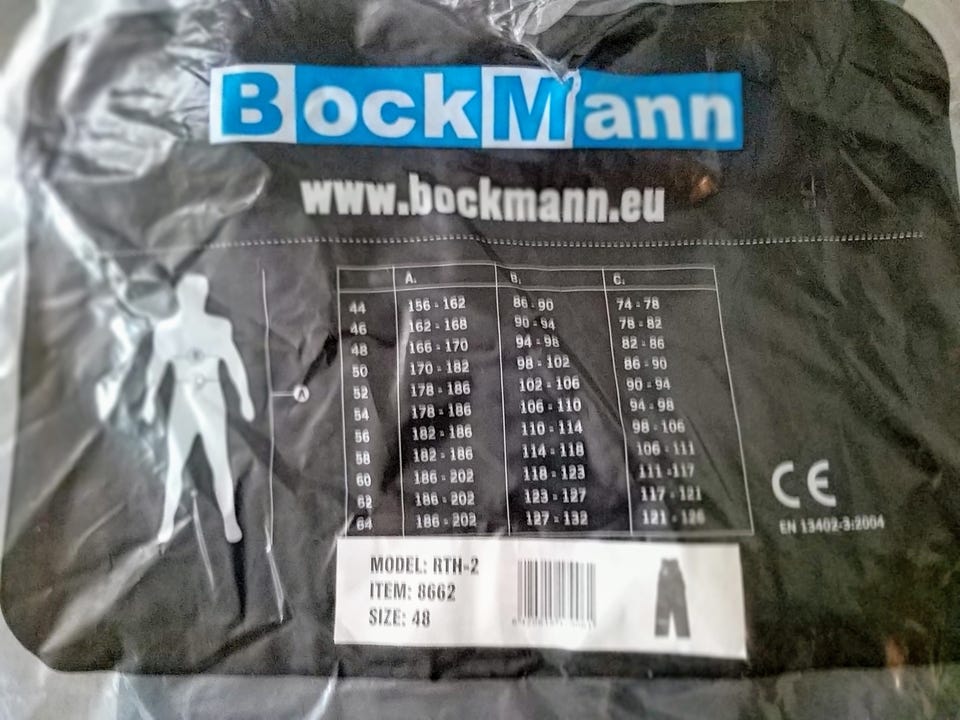 BockMann
www.bockmann.eu
A. B. C.
44 156 - 162 86 - 90 74 - 78
46 162 - 168 90 - 94 78 - 82
48 166 - 170 94 - 98 82 - 86
50 170 - 182 98 - 102 86 - 90
52 178 - 186 102 - 106 90 - 94
54 178 - 186 106 - 110 94 - 98
56 182 - 186 110 - 114 98 - 106
58 182 - 186 114 - 118 106 - 111
60 186 - 202 118 - 123 111 - 117
62 186 - 202 123 - 127 117 - 121
64 186 - 202 127 - 132 121 -
A
CE
EN 13402-3:2004
MODEL: RTH-2
ITEM: 8662
SIZE: 48